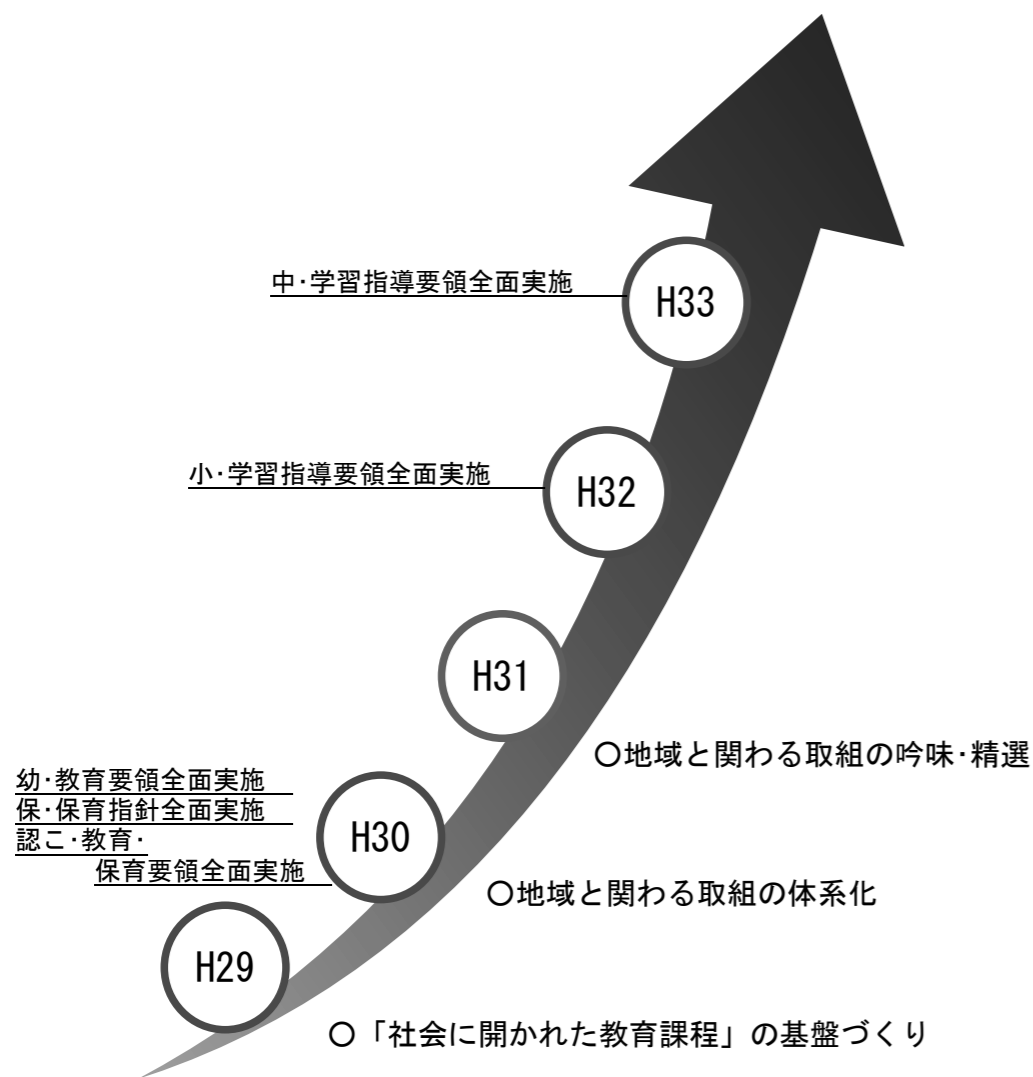 中･学習指導要領全面実施
H33
小･学習指導要領全面実施
H32
H31
〇地域と関わる取組の吟味･精選
幼･教育要領全面実施
保･保育指針全面実施
認こ･教育･
保育要領全面実施
H30
〇地域と関わる取組の体系化
H29
〇「社会に開かれた教育課程」の基盤づくり